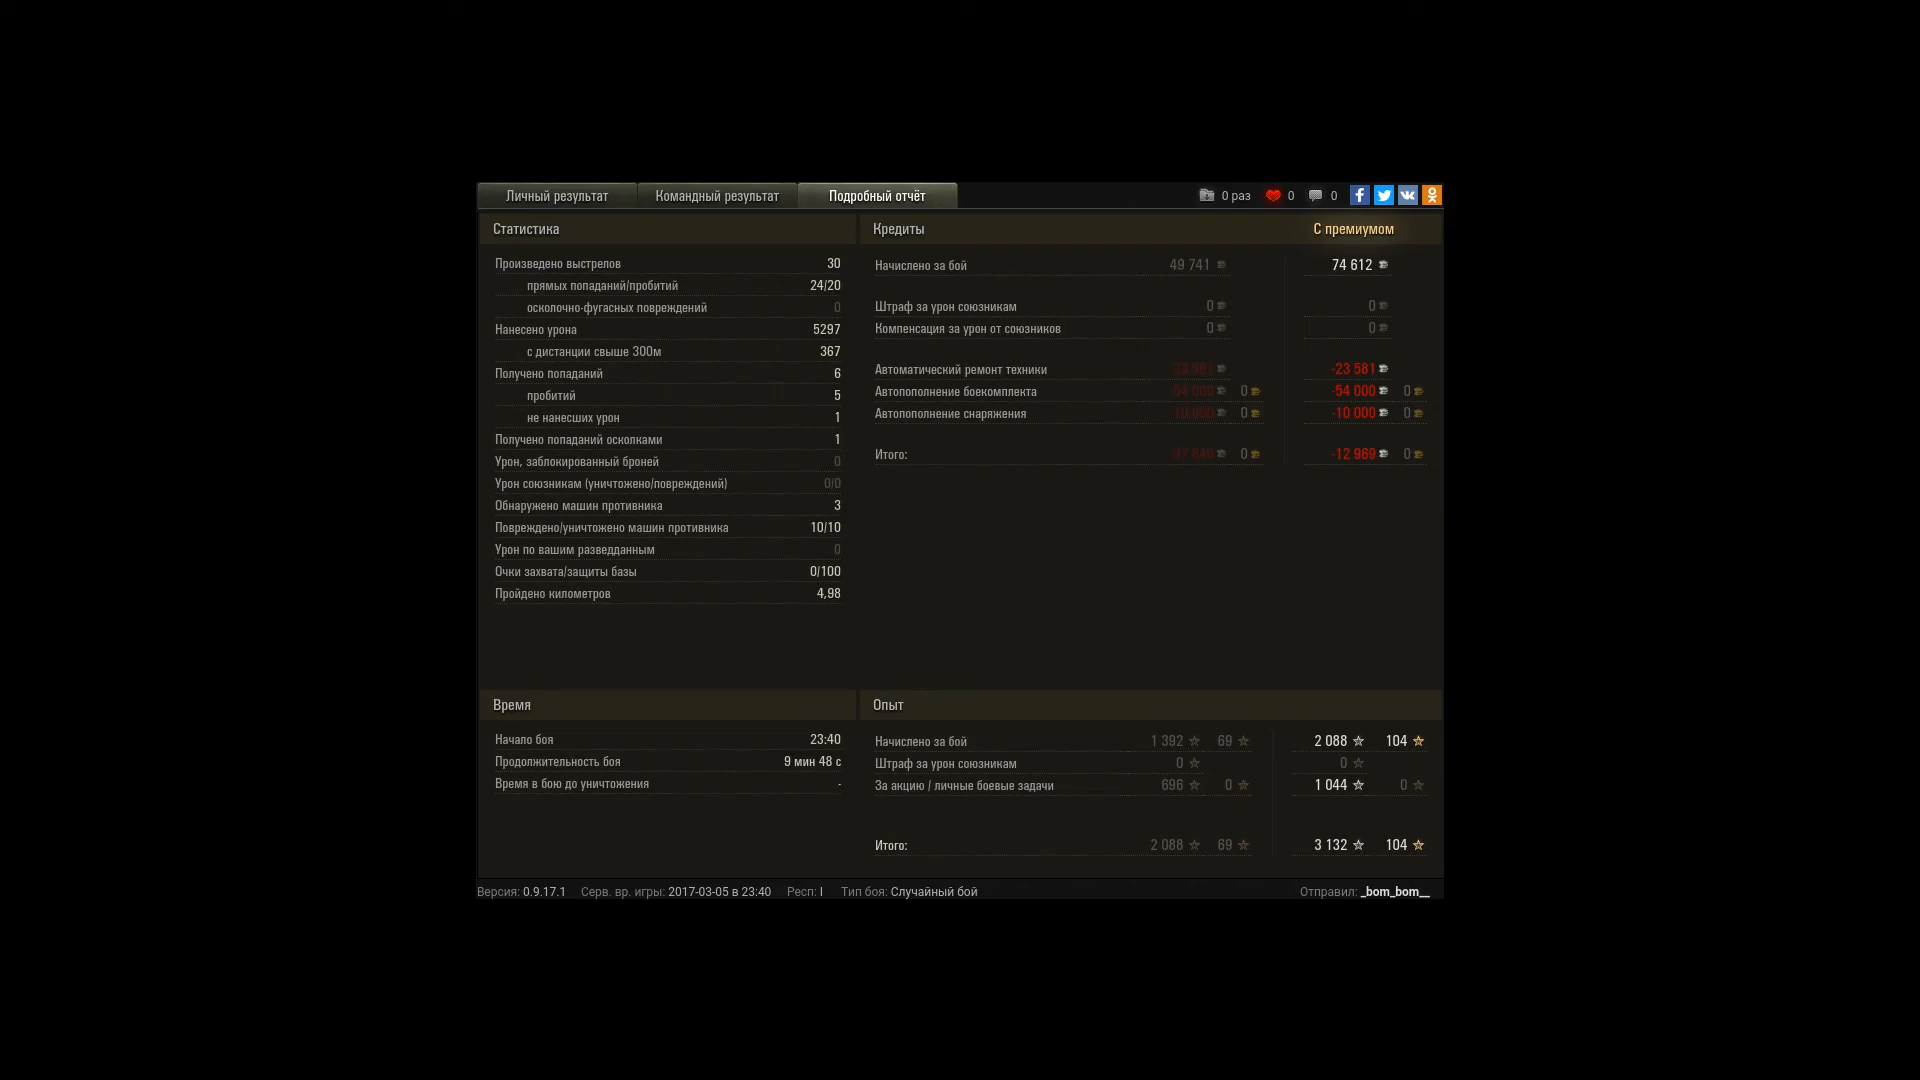 Личный результат Командный результат Подробный отчёт 0 раз 0 0
Статистика
Произведено выстрелов 30
прямых попаданий/пробитий 24/20
осколочно-фугасных повреждений 0
Нанесено урона 5297
с дистанции свыше 300м 367
Получено попаданий 6
пробитий 5
не нанесших урон 1
Получено попаданий осколками 1
Урон, заблокированный броней 0
Урон союзникам (уничтожено/повреждений) 0/0
Обнаружено машин противника 3
Повреждено/уничтожено машин противника 10/10
Урон по вашим разведданным 0
Очки захвата/защиты базы 0/100
Пройдено километров 4,98
Кредиты С премиумом
Начислено за бой 49 741 74 612
Штраф за урон союзникам 0 0
Компенсация за урон от союзников 0 0
Автоматический ремонт техники -23 581
Автопополнение боекомплекта -54 000 0 -54 000 0
Автопополнение снаряжения -10 000 0 -10 000 0
Итого: 0 -12 969 0
Время
Начало боя 23:40
Продолжительность боя 9 мин 48 с
Время в бою до уничтожения -
Опыт
Начислено за бой 1 392 69 2 088 104
Штраф за урон союзникам 0 0
За акцию / личные боевые задачи 696 0 1 044 0
Итого: 2 088 69 3 132 104
Версия: 0.9.17.1 Серв. вр. игры: 2017-03-05 в 23:40 Респ: I Тип боя: Случайный бой Отправил: _bom_bom__